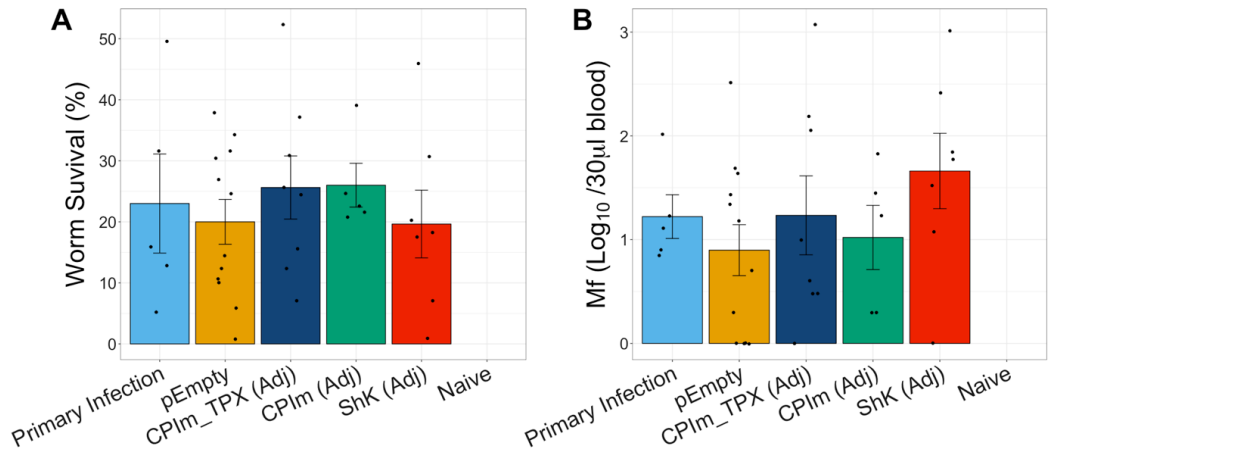 A
Worm Suvival (%)
50
40
30
20
10
0
Primary Infection
pEmpty
CPIm_TPX (Adj)
CPIm (Adj)
ShK (Adj)
Naive
B
Mf (Log10 /30μl blood)
3
2
1
0
Primary Infection
pEmpty
CPIm_TPX (Adj)
CPIm (Adj)
ShK (Adj)
Naive